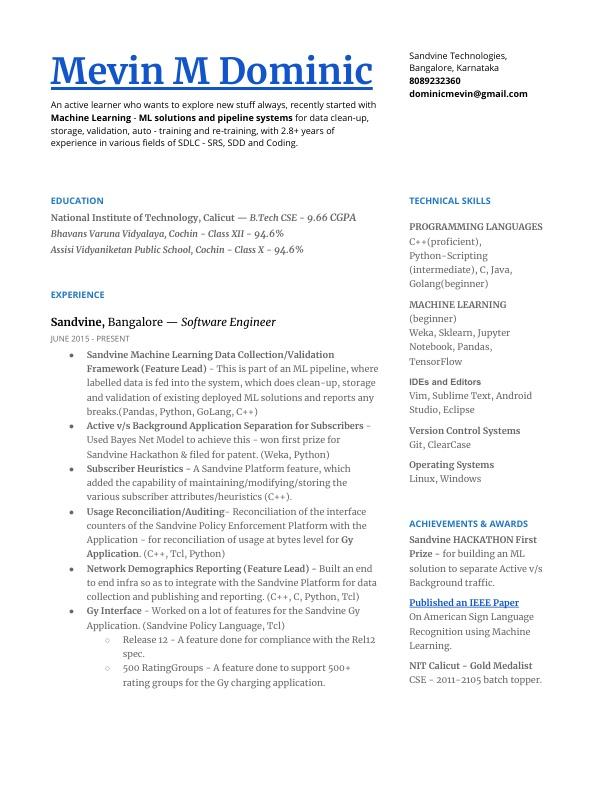 Mevin M Dominic
An active learner who wants to explore new stuff always, recently started with
Machine Learning - ML solutions and pipeline systems for data clean-up,
storage, validation, auto - training and re-training, with 2.8+ years of
experience in various fields of SDLC - SRS, SDD and Coding.
Sandvine Technologies,
Bangalore, Karnataka
8089232360
dominicmevin@gmail.com
EDUCATION
National Institute of Technology, Calicut — B.Tech CSE - 9.66 CGPA
Bhavans Varuna Vidyalaya, Cochin - Class XII - 94.6%
Assisi Vidyaniketan Public School, Cochin - Class X - 94.6%
EXPERIENCE
Sandvine, Bangalore — Software Engineer
JUNE 2015 - PRESENT
● Sandvine Machine Learning Data Collection/Validation
Framework (Feature Lead) - This is part of an ML pipeline, where
labelled data is fed into the system, which does clean-up, storage
and validation of existing deployed ML solutions and reports any
breaks.(Pandas, Python, GoLang, C++)
● Active v/s Background Application Separation for Subscribers -
Used Bayes Net Model to achieve this - won first prize for
Sandvine Hackathon & filed for patent. (Weka, Python)
● Subscriber Heuristics - A Sandvine Platform feature, which
added the capability of maintaining/modifying/storing the
various subscriber attributes/heuristics (C++).
● Usage Reconciliation/Auditing- Reconciliation of the interface
counters of the Sandvine Policy Enforcement Platform with the
Application - for reconciliation of usage at bytes level for Gy
Application. (C++, Tcl, Python)
● Network Demographics Reporting (Feature Lead) - Built an end
to end infra so as to integrate with the Sandvine Platform for data
collection and publishing and reporting. (C++, C, Python, Tcl)
● Gy Interface - Worked on a lot of features for the Sandvine Gy
Application. (Sandvine Policy Language, Tcl)
○ Release 12 - A feature done for compliance with the Rel12
spec.
○ 500 RatingGroups - A feature done to support 500+
rating groups for the Gy charging application.
TECHNICAL SKILLS
PROGRAMMING LANGUAGES
C++(proficient),
Python-Scripting
(intermediate), C, Java,
Golang(beginner)
MACHINE LEARNING
(beginner)
Weka, Sklearn, Jupyter
Notebook, Pandas,
TensorFlow
IDEs and Editors
Vim, Sublime Text, Android
Studio, Eclipse
Version Control Systems
Git, ClearCase
Operating Systems
Linux, Windows
ACHIEVEMENTS & AWARDS
Sandvine HACKATHON First
Prize - for building an ML
solution to separate Active v/s
Background traffic.
Published an IEEE Paper
On American Sign Language
Recognition using Machine
Learning.
NIT Calicut - Gold Medalist
CSE - 2011-2105 batch topper.